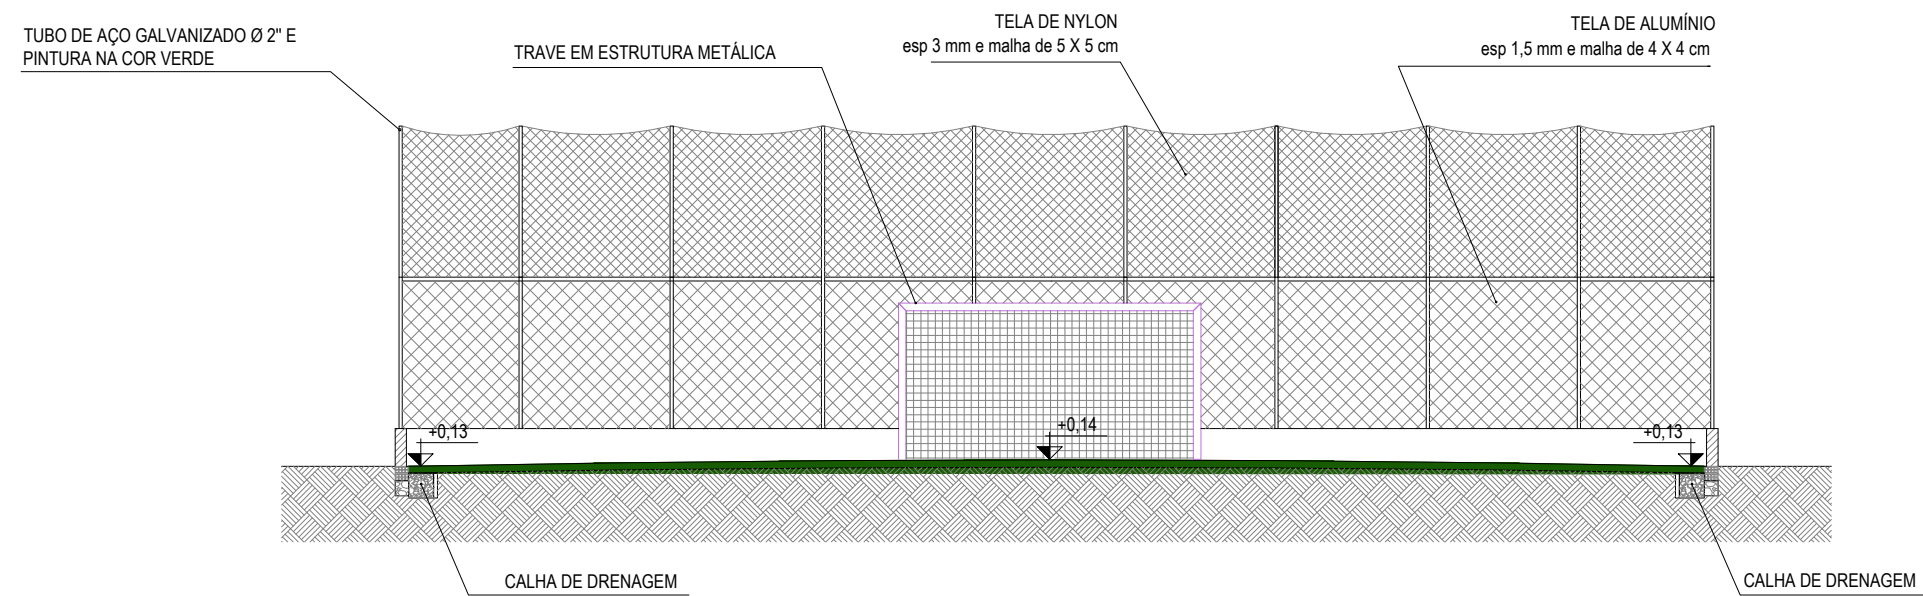 TUBO DE AÇO GALVANIZADO Ø 2" E
PINTURA NA COR VERDE
TRAVE EM ESTRUTURA METÁLICA
TELA DE NYLON
esp 3 mm e malha de 5 X 5 cm
TELA DE ALUMÍNIO
esp 1,5 mm e malha de 4 X 4 cm
+0,13
+0,14
+0,13
CALHA DE DRENAGEM
CALHA DE DRENAGEM